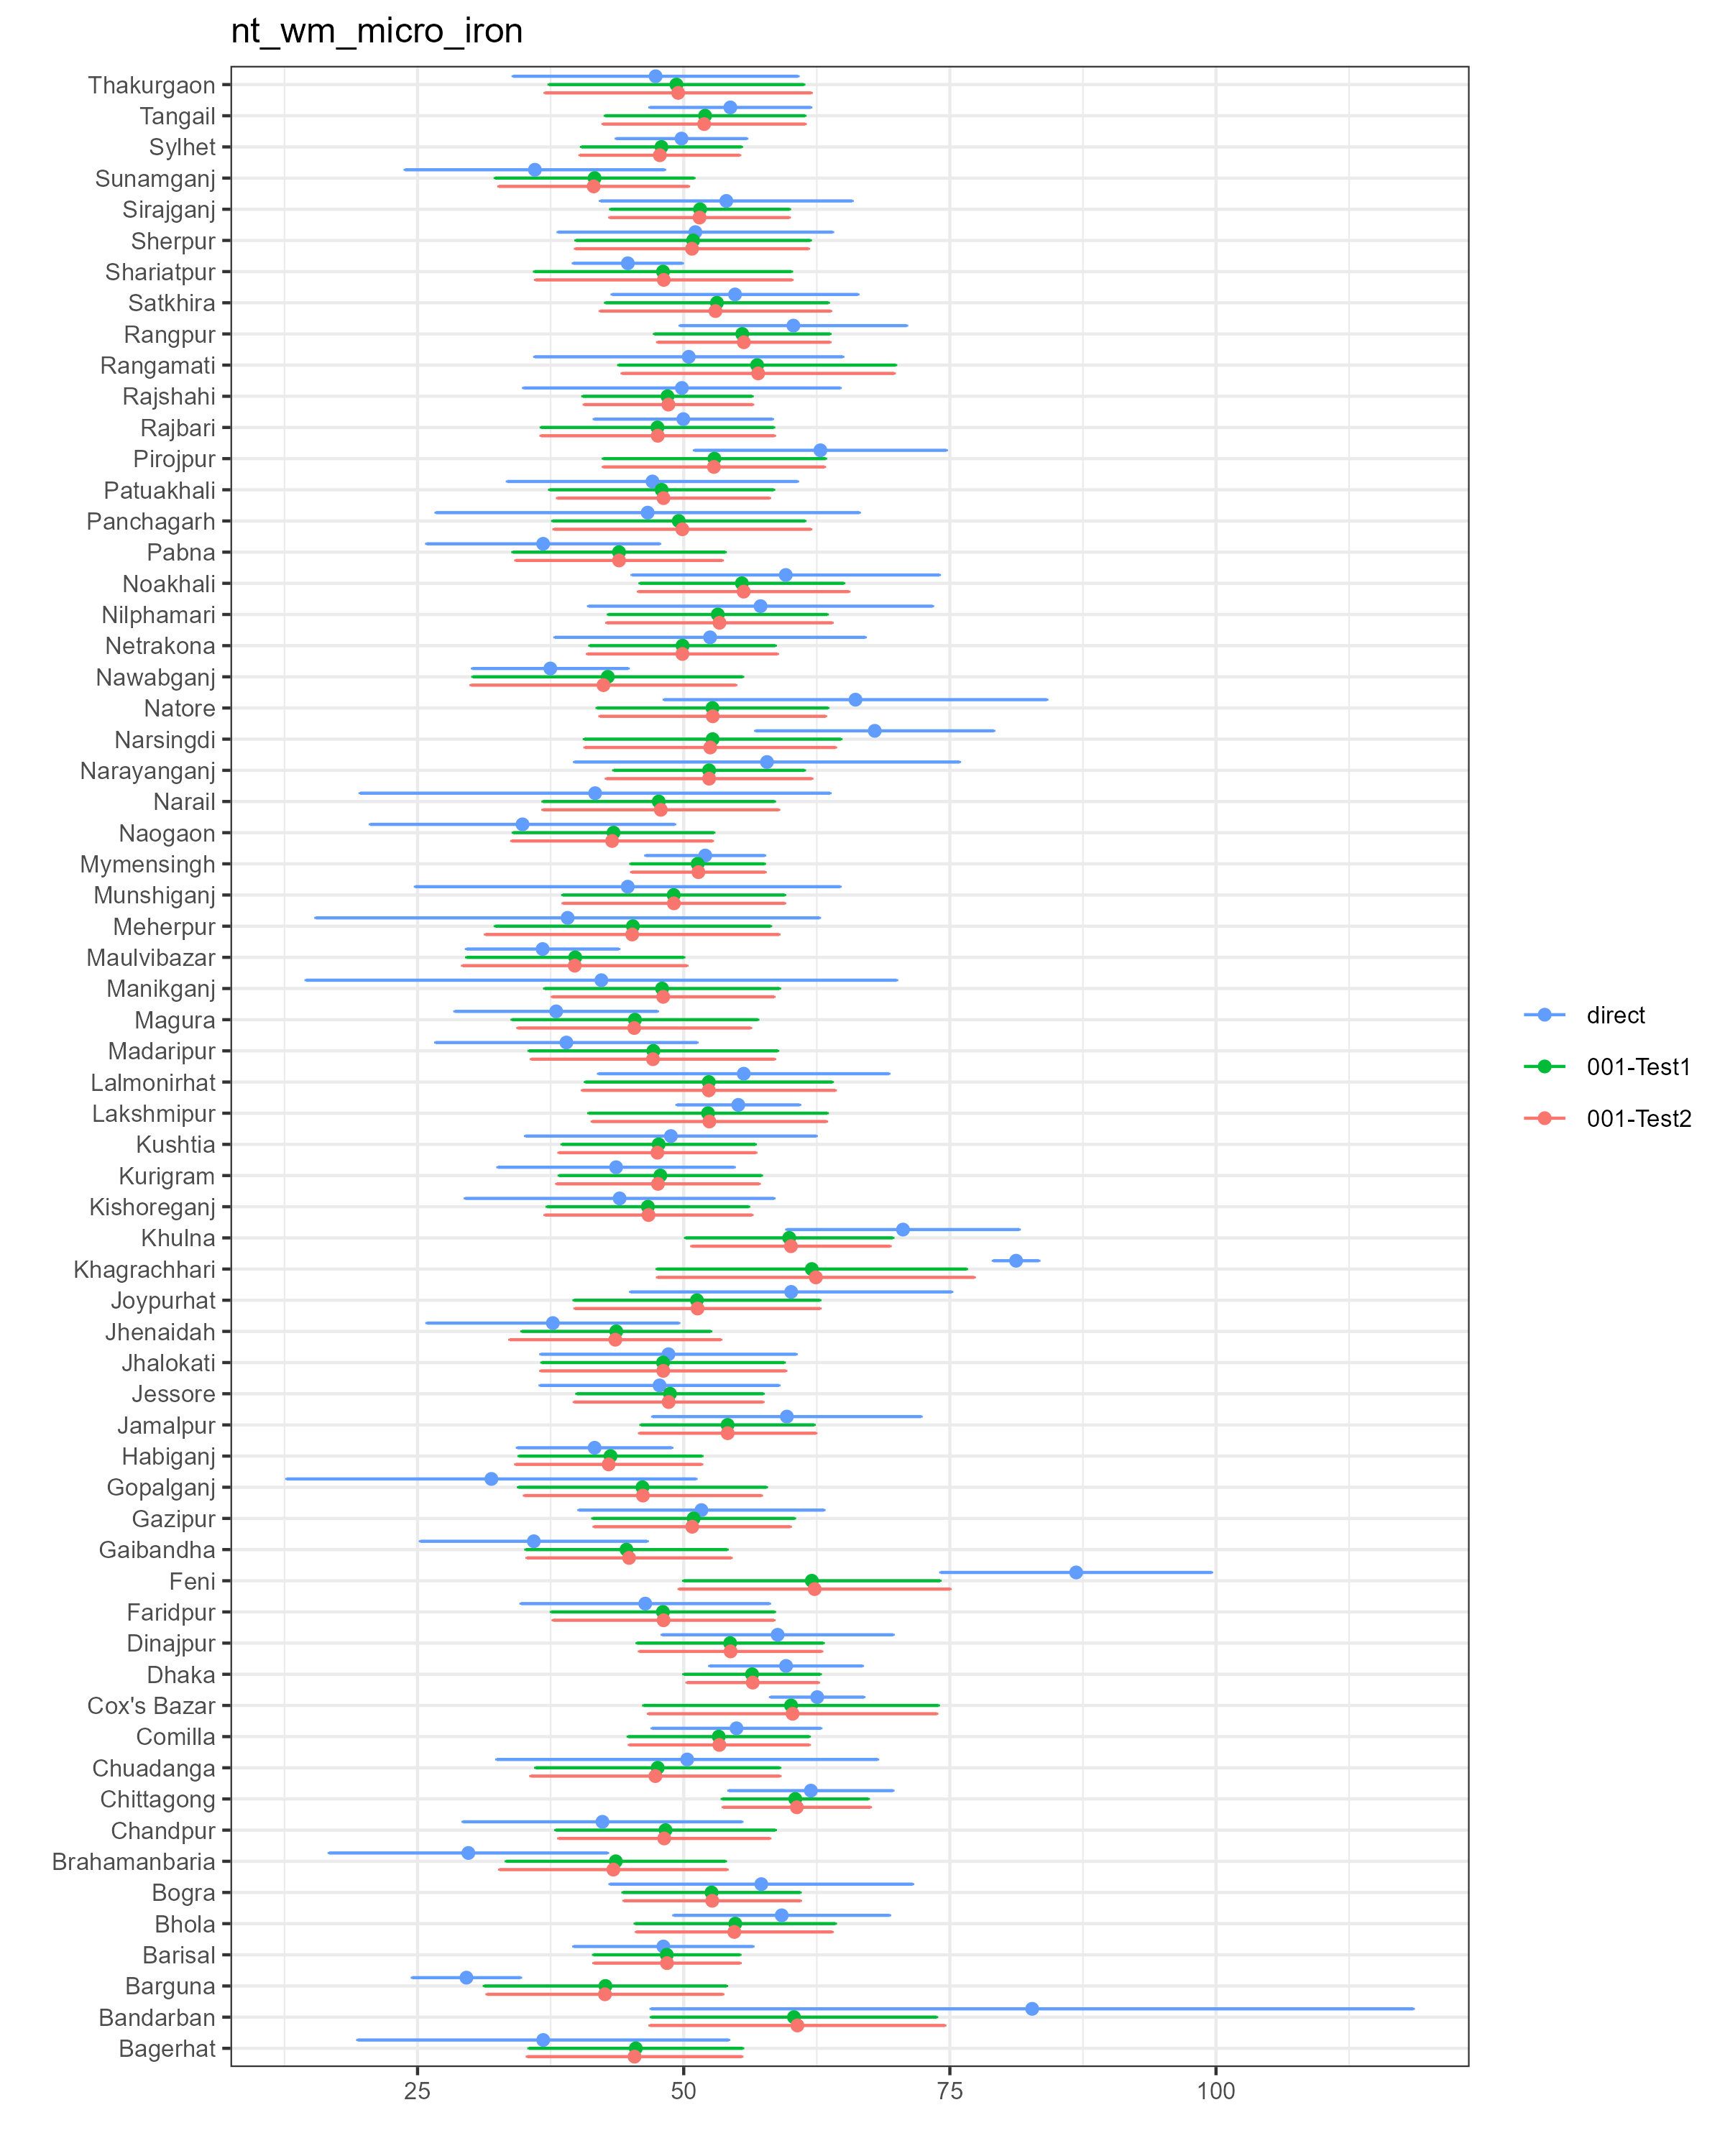 nt_wm_micro_iron
Thakurgaon
Tangail
Sylhet
Sunamganj
Sirajganj
Sherpur
Shariatpur
Satkhira
Rangpur
Rangamati
Rajshahi
Rajbari
Pirojpur
Patuakhali
Panchagarh
Pabna
Noakhali
Nilphamari
Netrakona
Nawabganj
Natore
Narsingdi
Narayanganj
Narail
Naogaon
Mymensingh
Munshiganj
Meherpur
Maulvibazar
Manikganj
Magura
Madaripur
Lalmonirhat
Lakshmipur
Kushtia
Kurigram
Kishoreganj
Khulna
Khagrachhari
Joypurhat
Jhenaidah
Jhalokati
Jessore
Jamalpur
Habiganj
Gopalganj
Gazipur
Gaibandha
Feni
Faridpur
Dinajpur
Dhaka
Cox's Bazar
Comilla
Chuadanga
Chittagong
Chandpur
Brahamanbaria
Bogra
Bhola
Barisal
Barguna
Bandarban
Bagerhat
25 50 75 100
direct
001-Test1
001-Test2